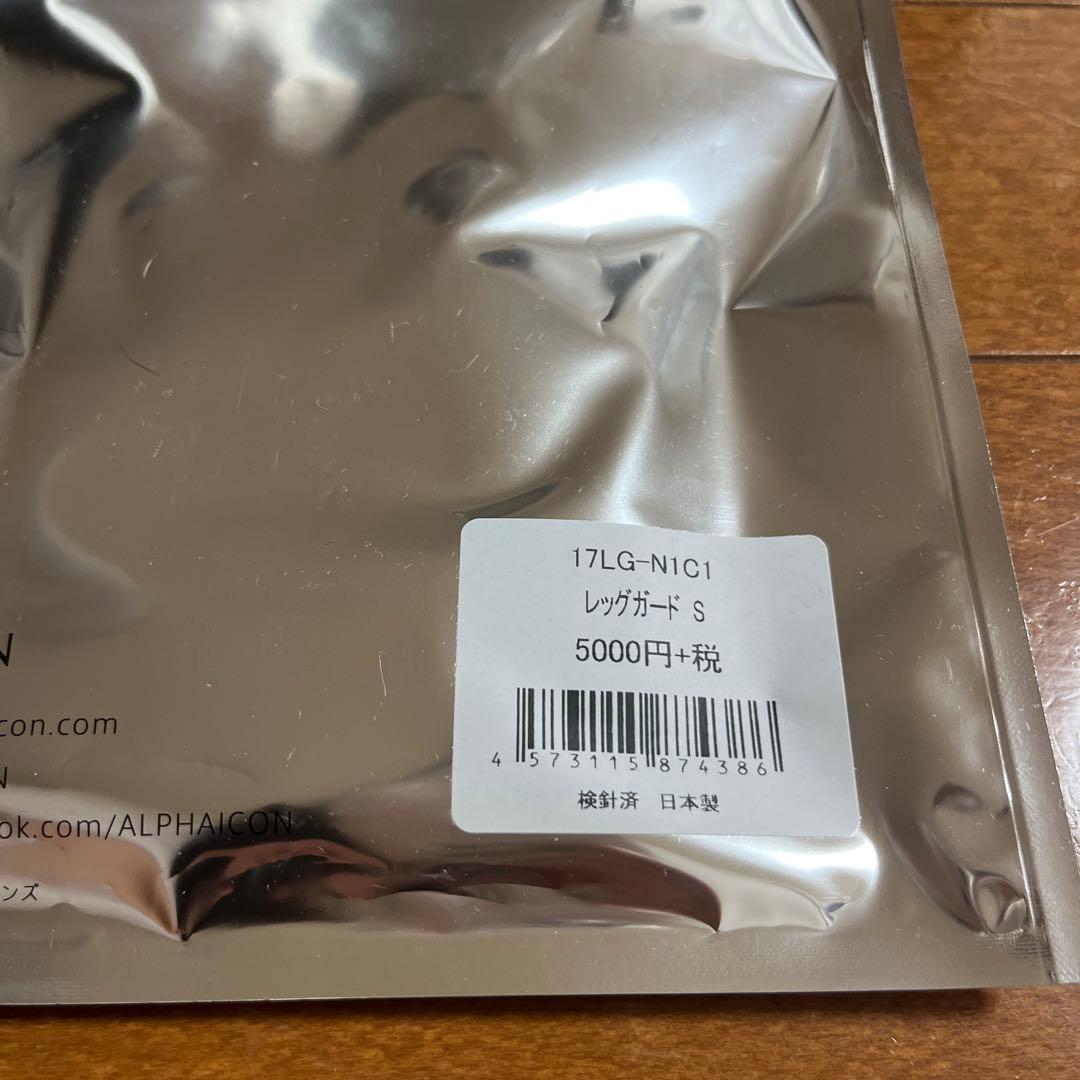 17LG-N1C1
レッグガード S
5000円+税
4 573115 874386
検針済 日本製
N
con.com
N
ok.com/ALPHAICON
ンズ